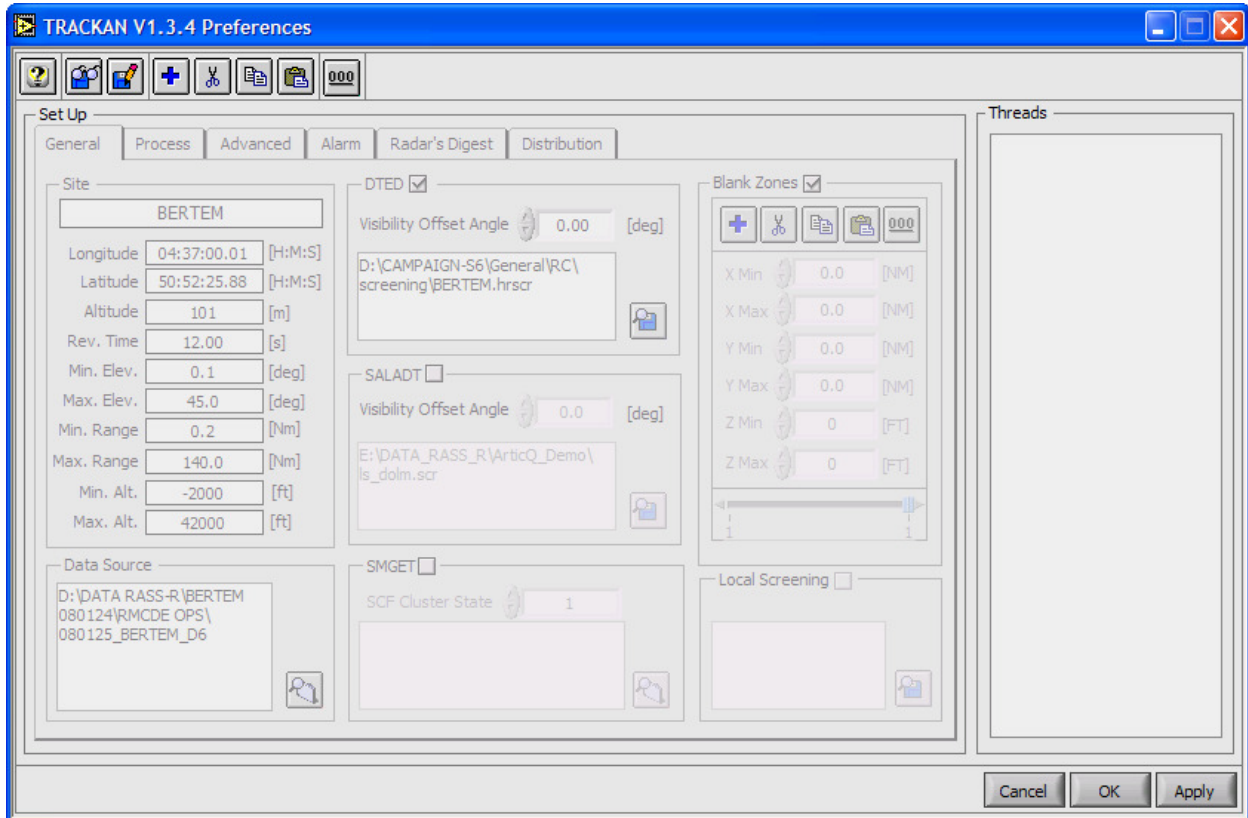 TRACKAN V1.3.4 Preferences
000
Set Up
Threads
General Process Advanced Alarm Radar's Digest Distribution
Site
BERTEM
Longitude 04:37:00.01 [H:M:S]
Latitude 50:52:25.88 [H:M:S]
Altitude 101 [m]
Rev. Time 12.00 [s]
Min. Elev. 0.1 [deg]
Max. Elev. 45.0 [deg]
Min. Range 0.2 [Nm]
Max. Range 140.0 [Nm]
Min. Alt. -2000 [ft]
Max. Alt. 42000 [ft]
Data Source
D:\DATA RASS-R\BERTEM
080124\RMCDE OPS\
080125_BERTEM_D6
DTED
Visibility Offset Angle 0.00 [deg]
D:\CAMPAIGN-S6\General\RC\
screening\BERTEM.hrscr
SALADT
Visibility Offset Angle 0.0 [deg]
E:\DATA_RASS_R\ArticQ_Demo\
ls_dolm.scr
SMGET
SCF Cluster State 1
Blank Zones
000
X Min 0.0 [NM]
X Max 0.0 [NM]
Y Min 0.0 [NM]
Y Max 0.0 [NM]
Z Min 0 [FT]
Z Max 0 [FT]
1 1
Local Screening
Cancel OK Apply